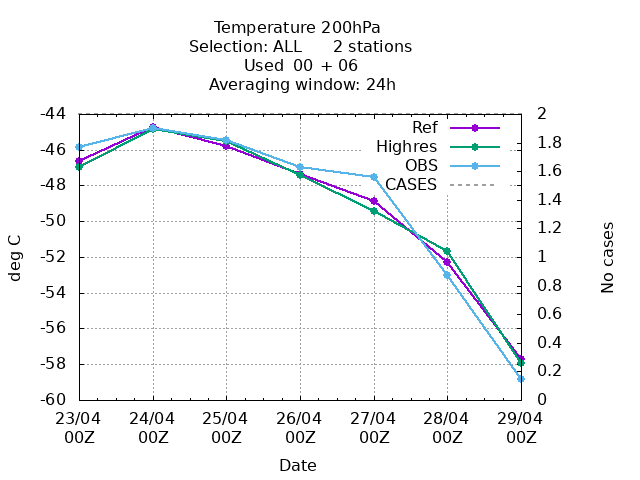 Temperature 200hPa
Selection: ALL 2 stations
Used 00 + 06
Averaging window: 24h
-44
-46
-48
-50
-52
-54
-56
-58
-60
deg C
Ref
Highres
OBS
CASES
2
1.8
1.6
1.4
1.2
1
0.8
0.6
0.4
0.2
0
No cases
23/04 24/04 25/04 26/04 27/04 28/04 29/04
00Z 00Z 00Z 00Z 00Z 00Z 00Z
Date